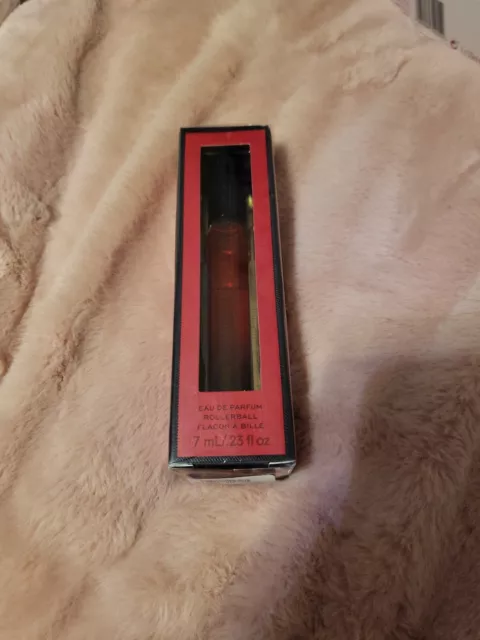 EAU DE PARFUM
ROLLERBALL
FLACON À BILLE
7 mL/.23 fl oz